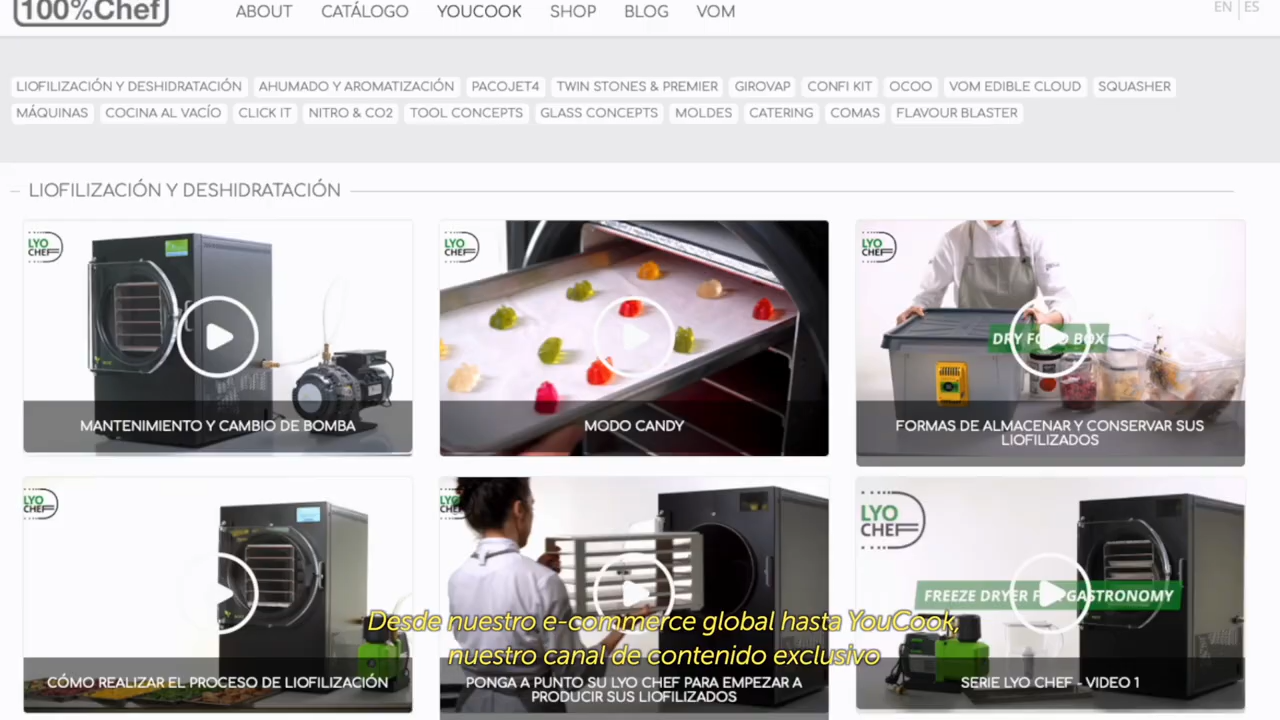 100%Chef
ABOUT CATÁLOGO YOUCOOK SHOP BLOG VOM
EN | ES
LIOFILIZACIÓN Y DESHIDRATACIÓN AHUMADO Y AROMATIZACIÓN PACOJET4 TWIN STONES & PREMIER GIROVAP CONFI KIT OCOO VOM EDIBLE CLOUD SQUASHER
MÁQUINAS COCINA AL VACÍO CLICK IT NITRO & CO2 TOOL CONCEPTS GLASS CONCEPTS MOLDES CATERING COMAS FLAVOUR BLASTER
LIOFILIZACIÓN Y DESHIDRATACIÓN
LYO
CHEF
MANTENIMIENTO Y CAMBIO DE BOMBA
LYO
CHEF
MODO CANDY
LYO
CHEF
DRY FOOD BOX
FORMAS DE ALMACENAR Y CONSERVAR SUS
LIOFILIZADOS
LYO
CHEF
CÓMO REALIZAR EL PROCESO DE LIOFILIZACIÓN
LYO
CHEF
PONGA A PUNTO SU LYO CHEF PARA EMPEZAR A
PRODUCIR SUS LIOFILIZADOS
LYO
CHEF
FREEZE DRYER FOR GASTRONOMY
SERIE LYO CHEF - VIDEO 1
Desde nuestro e-commerce global hasta YouCook,
nuestro canal de contenido exclusivo